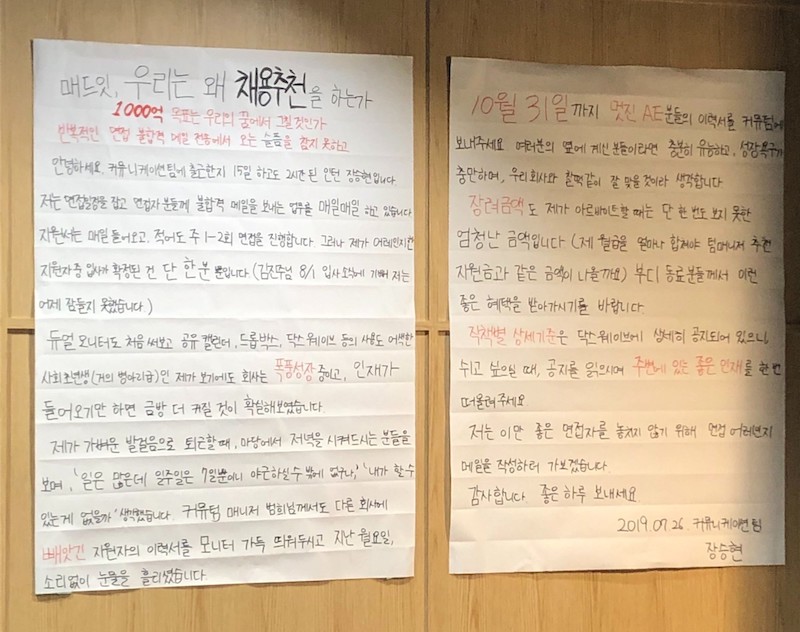 매드잇, 우리는 왜 채용추천을 하는가
1000억 목표는 우리의 꿈에서 그칠것인가
반복적인 면접 불합격 메일 전송에서 오는 슬픔을 참지 못하고
안녕하세요. 커뮤니케이션팀에 출근한지 15일 하고도 2시간 된 인턴 장승현입니다.
저는 면접일정을 잡고 면접자 분들께 불합격 메일을 보내는 업무를 매일매일 하고 있습니다
지원서는 매일 들어오고, 적어도 주 1-2회 면접을 진행합니다. 그러나 제가 어레인지한
지원자 중 입사가 확정된 건 단 한분 뿐입니다 (김진주님 8/1 입사 소식에 기뻐 저는
어제 잠들지 못했습니다.)
듀얼 모니터도 처음 써보고 공유 캘린더, 드롭박스, 닥스웨이브 등의 사용도 어색한
사회초년생 (거의 병아리급)인 제가 보기에도 회사는 폭풍성장 중이고, 인재가
들어오기만 하면 금방 더 커질 것이 확실해보였습니다.
제가 가벼운 발걸음으로 퇴근할 때, 마당에서 저녁을 시켜드시는 분들을
보며, '일은 많은데 일주일은 7일뿐이니 야근하실 수 밖에 없구나,' '내가 할 수
있는게 없을까' 생각했습니다. 커뮤팀 매니저 범희님께서도 다른 회사에
빼앗긴 지원자의 이력서를 모니터 가득 띄워두시고 지난 월요일,
소리없이 눈물을 흘리셨습니다.
10월 31일 까지 멋진 AE분들의 이력서를 커뮤팀에
보내주세요 여러분의 옆에 계신 분들이라면 충분히 유능하고, 성장욕구가
충만하며, 우리회사와 찰떡같이 잘 맞을 것이라 생각합니다
장려금액도 제가 아르바이트할 때는 단 한 번도 보지 못한
엄청난 금액입니다 (제 월급을 얼마나 합쳐야 팀매니저 추천
지원금과 같은 금액이 나올까요) 부디 동료분들께서 이런
좋은 혜택을 받아가시기를 바랍니다.
직책별 상세기준은 닥스웨이브에 상세히 공지되어 있으니,
쉬고 싶으실 때, 공지를 읽으시며 주변에 있는 좋은 인재를 한 번
떠올려주세요.
저는 이만 좋은 면접자를 놓치지 않기 위해 면접 어레인지
메일을 작성하러 가보겠습니다.
감사합니다. 좋은 하루 보내세요
2019.07.26. 커뮤니케이션 팀
장승현